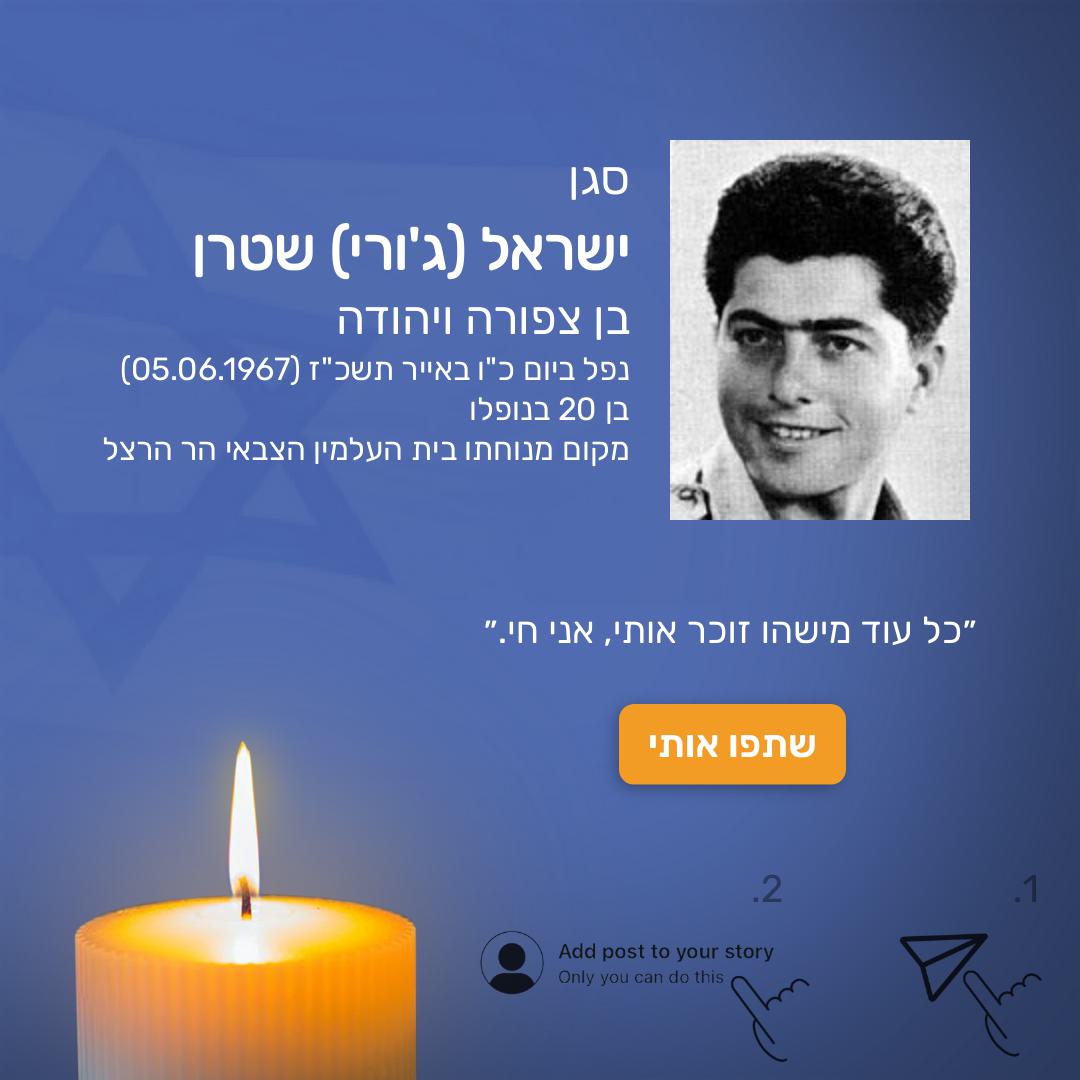 סגן
ישראל (ג'ורי) שטרן
בן צפורה ויהודה
נפל ביום כ"ו באייר תשכ"ז (05.06.1967)
בן 20 בנופלו
מקום מנוחתו בית העלמין הצבאי הר הרצל
״כל עוד מישהו זוכר אותי, אני חי.״
שתפו אותי
.1
.2
Add post to your story
Only you can do this